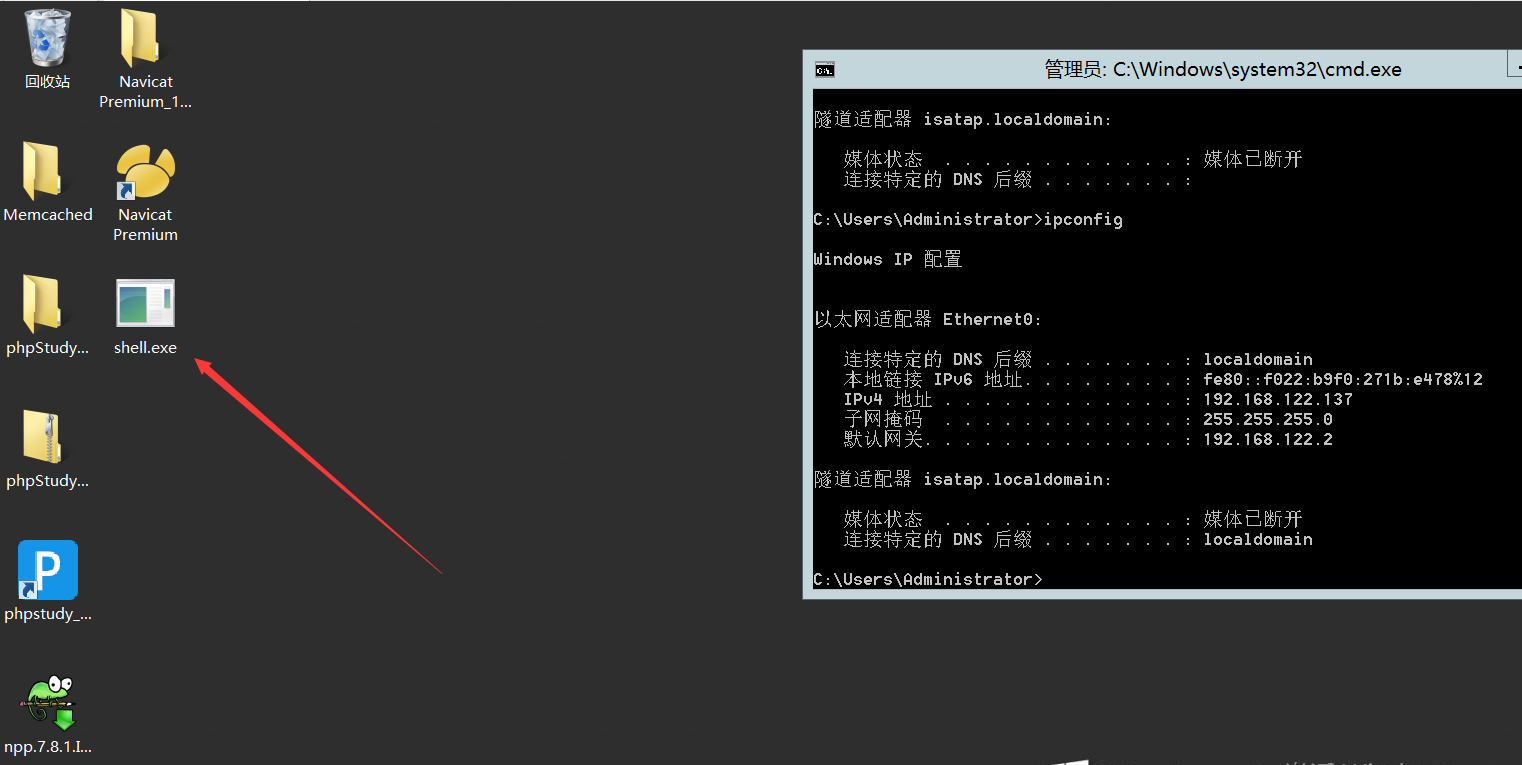 回收站
Navicat
Premium_1...
Memcached
Navicat
Premium
phpStudy...
shell.exe
phpStudy...
phpstudy_...
npp.7.8.1.I...
管理员: C:\Windows\system32\cmd.exe
隧道适配器 isatap.localdomain:
媒体状态 . . . . . . . . . . . . : 媒体已断开
连接特定的 DNS 后缀 . . . . . . . :
C:\Users\Administrator>ipconfig
Windows IP 配置
以太网适配器 Ethernet0:
连接特定的 DNS 后缀 . . . . . . . : localdomain
本地链接 IPv6 地址. . . . . . . . : fe80::f022:b9f0:271b:e478%12
IPv4 地址 . . . . . . . . . . . . : 192.168.122.137
子网掩码 . . . . . . . . . . . . : 255.255.255.0
默认网关. . . . . . . . . . . . . : 192.168.122.2
隧道适配器 isatap.localdomain:
媒体状态 . . . . . . . . . . . . : 媒体已断开
连接特定的 DNS 后缀 . . . . . . . : localdomain
C:\Users\Administrator>